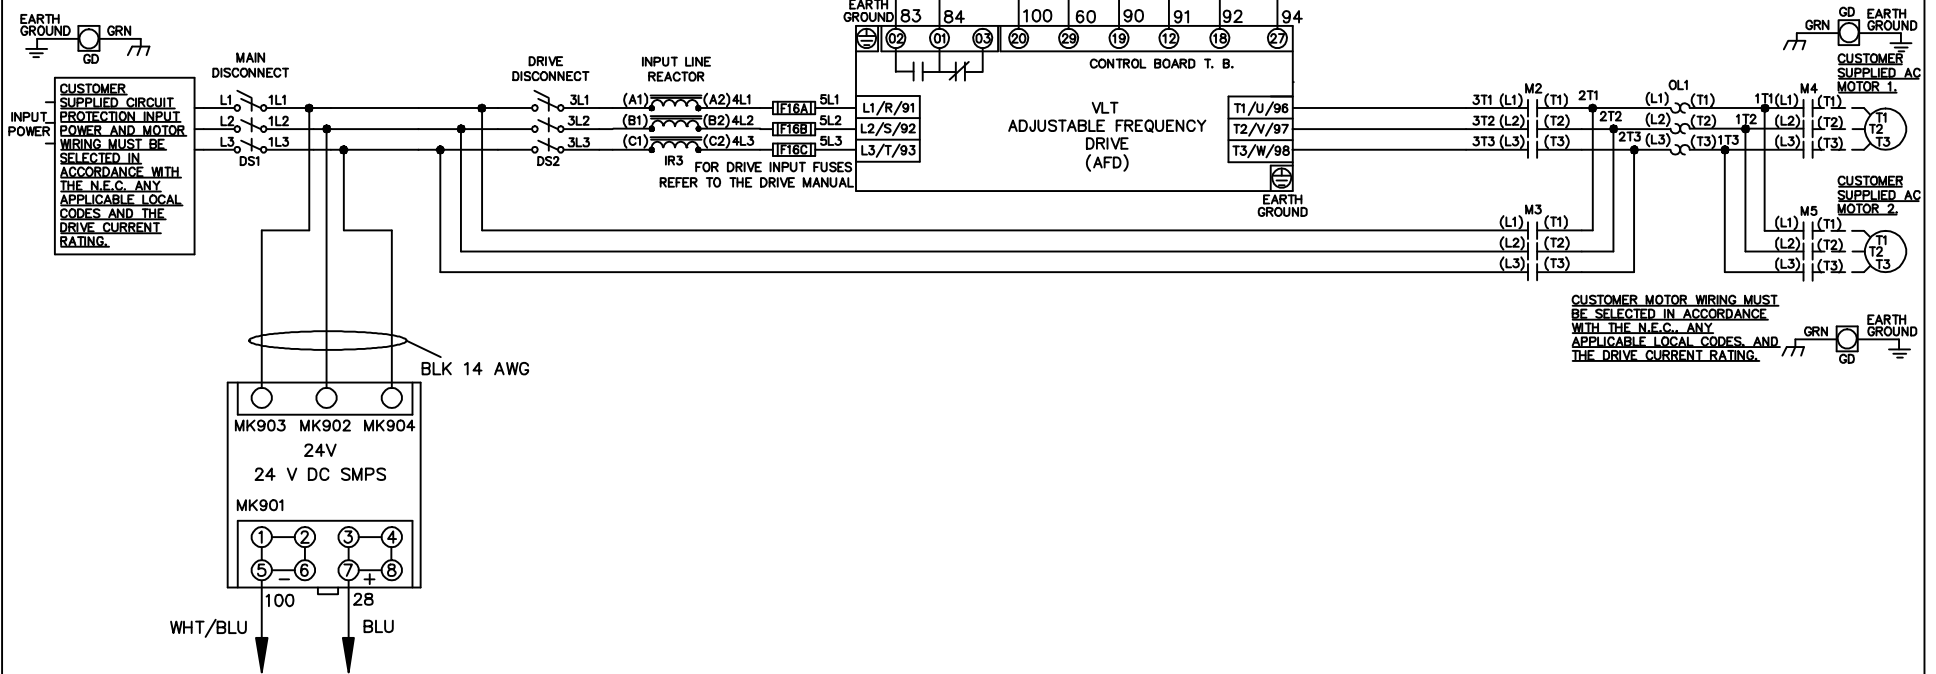 EARTH
GROUND
GRN
GD
EARTH
GROUND
83 84 100 60 90 91 92 94
02 01 03 20 29 19 12 18 27
CONTROL BOARD T. B.
GD
EARTH
GROUND
GRN
INPUT
POWER
CUSTOMER
SUPPLIED CIRCUIT
PROTECTION INPUT
POWER AND MOTOR
WIRING MUST BE
SELECTED IN
ACCORDANCE WITH
THE N.E.C. ANY
APPLICABLE LOCAL
CODES AND THE
DRIVE CURRENT
RATING.
MAIN
DISCONNECT
L1 1L1
L2 1L2
L3 1L3
DS1
DRIVE
DISCONNECT
3L1
3L2
3L3
DS2
INPUT LINE
REACTOR
(A1) (A2) 4L1
(B1) (B2) 4L2
(C1) (C2) 4L3
IR3
F16A 5L1
F16B 5L2
F16C 5L3
FOR DRIVE INPUT FUSES
REFER TO THE DRIVE MANUAL
L1/R/91
L2/S/92
L3/T/93
VLT
ADJUSTABLE FREQUENCY
DRIVE
(AFD)
T1/U/96
T2/V/97
T3/W/98
EARTH
GROUND
M2
3T1 (L1) (T1) 2T1
3T2 (L2) (T2) 2T2
3T3 (L3) (T3) 2T3
OL1
(L1) (T1) 1T1
(L2) (T2) 1T2
(L3) (T3) 1T3
M4
(L1) (T1)
(L2) (T2)
(L3) (T3)
CUSTOMER
SUPPLIED AC
MOTOR 1.
T1
T2
T3
M3
(L1) (T1)
(L2) (T2)
(L3) (T3)
M5
(L1) (T1)
(L2) (T2)
(L3) (T3)
CUSTOMER
SUPPLIED AC
MOTOR 2.
T1
T2
T3
CUSTOMER MOTOR WIRING MUST
BE SELECTED IN ACCORDANCE
WITH THE N.E.C., ANY
APPLICABLE LOCAL CODES, AND
THE DRIVE CURRENT RATING.
GRN
GD
EARTH
GROUND
BLK 14 AWG
MK903 MK902 MK904
24V
24 V DC SMPS
MK901
1 2 3 4
5 6 7 8
- +
100 28
WHT/BLU BLU